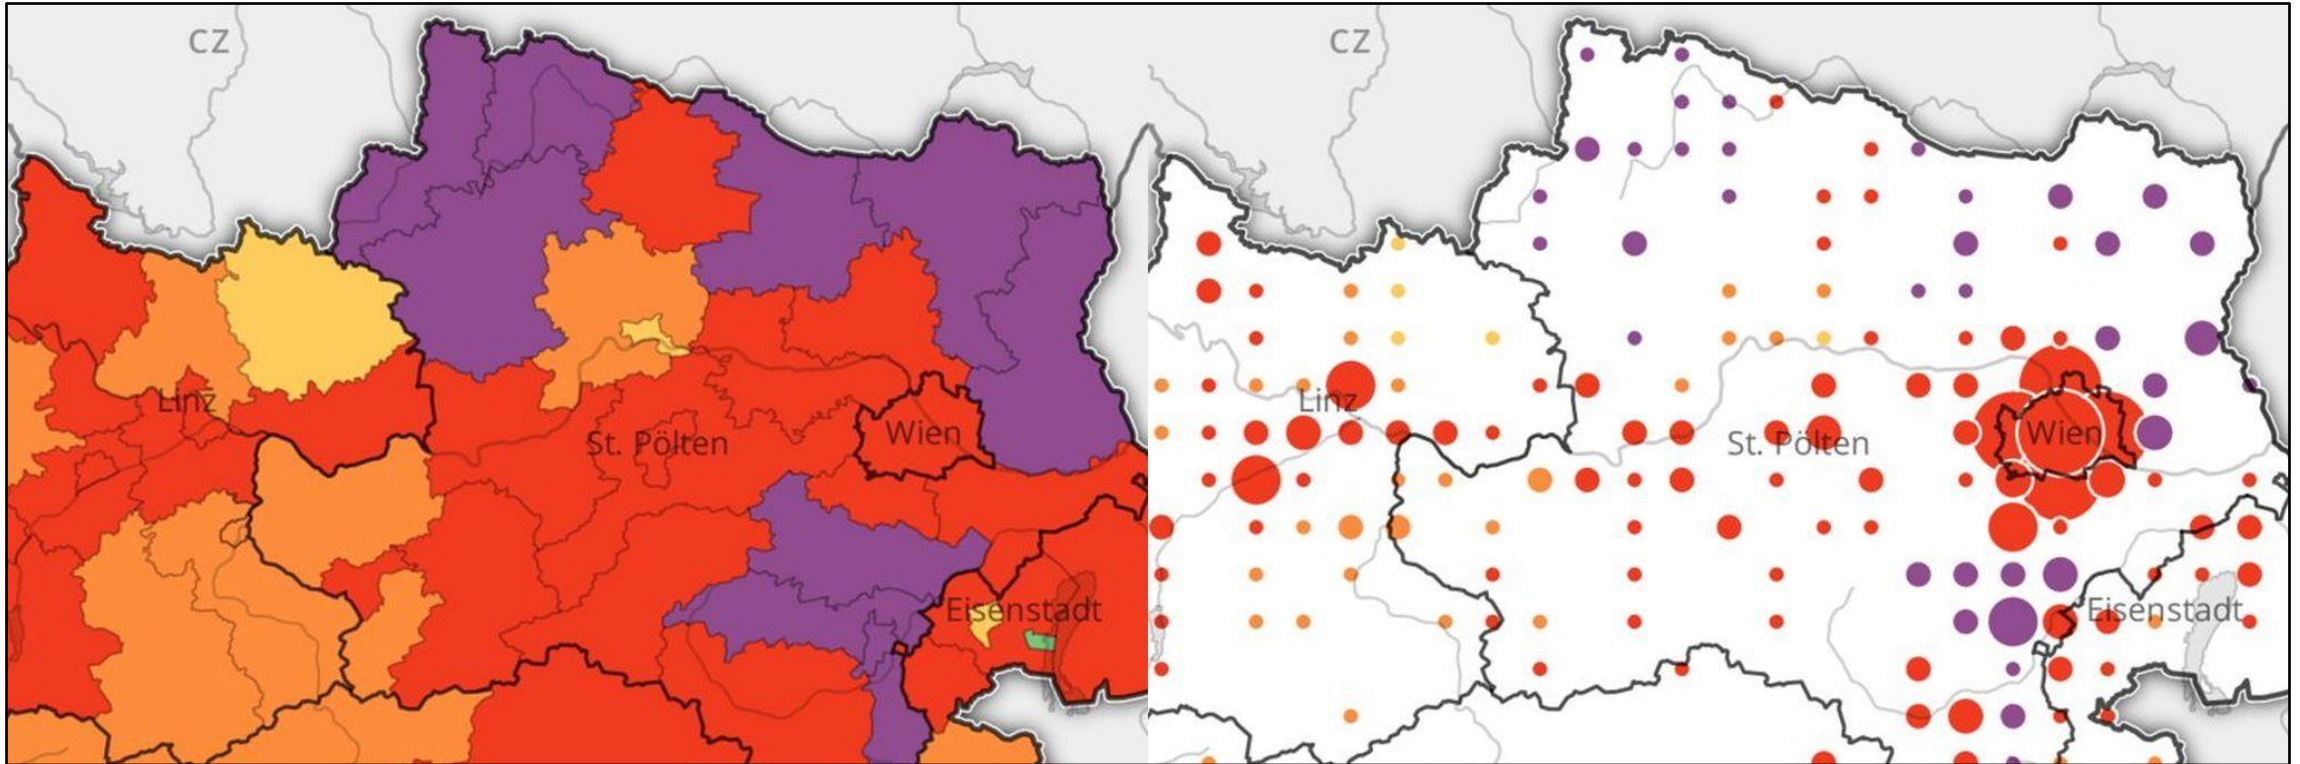 CZ
Linz
St. Pölten
Wien
Eisenstadt
CZ
Linz
St. Pölten
Wien
Eisenstadt